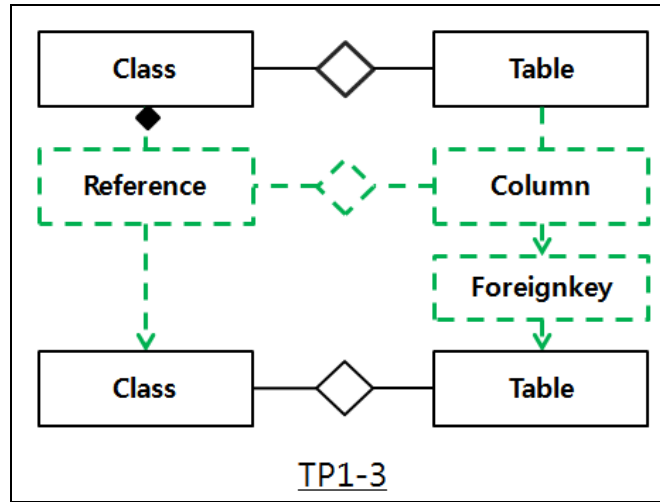 Class
Table
Reference
Column
Foreignkey
Class
Table
TP1-3